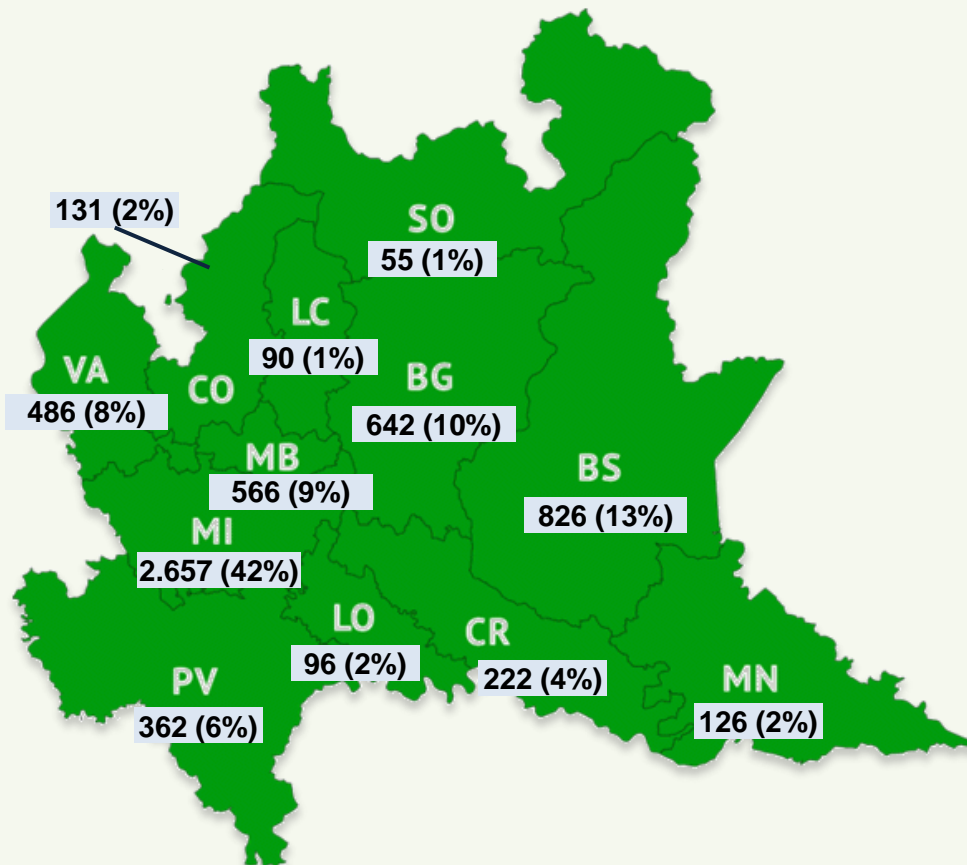 SO
55 (1%)
131 (2%)
LC
90 (1%)
VA
486 (8%)
CO
BG
642 (10%)
MB
566 (9%)
BS
826 (13%)
MI
2.657 (42%)
LO
96 (2%)
CR
222 (4%)
PV
362 (6%)
MN
126 (2%)